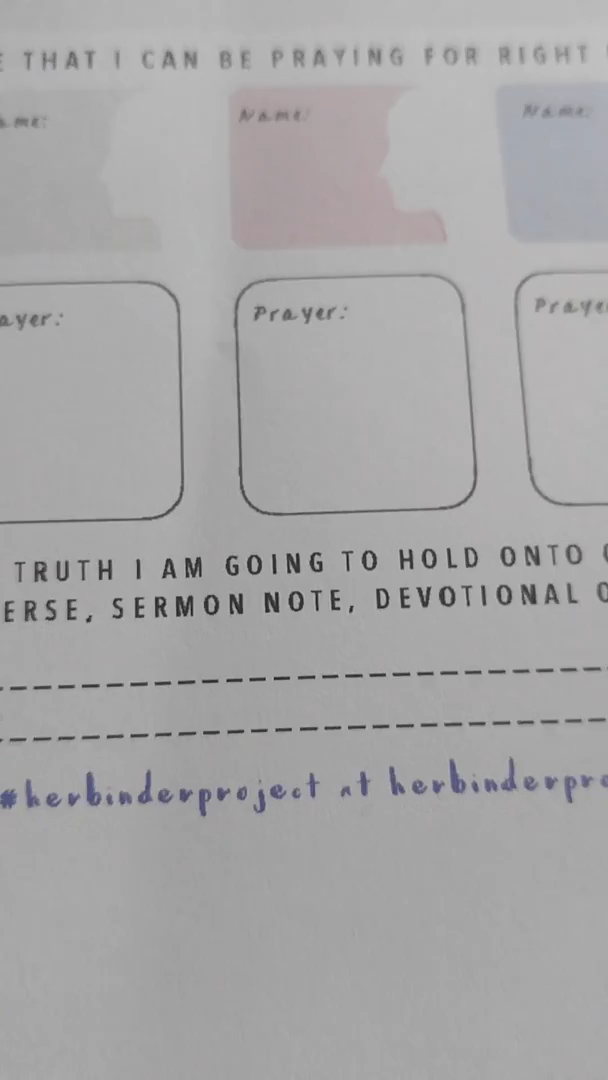 THAT I CAN BE PRAYING FOR RIGHT
Name: Name:
Prayer:
TRUTH I AM GOING TO HOLD ONTO
SERMON NOTE, DEVOTIONAL
#herbinderproject at